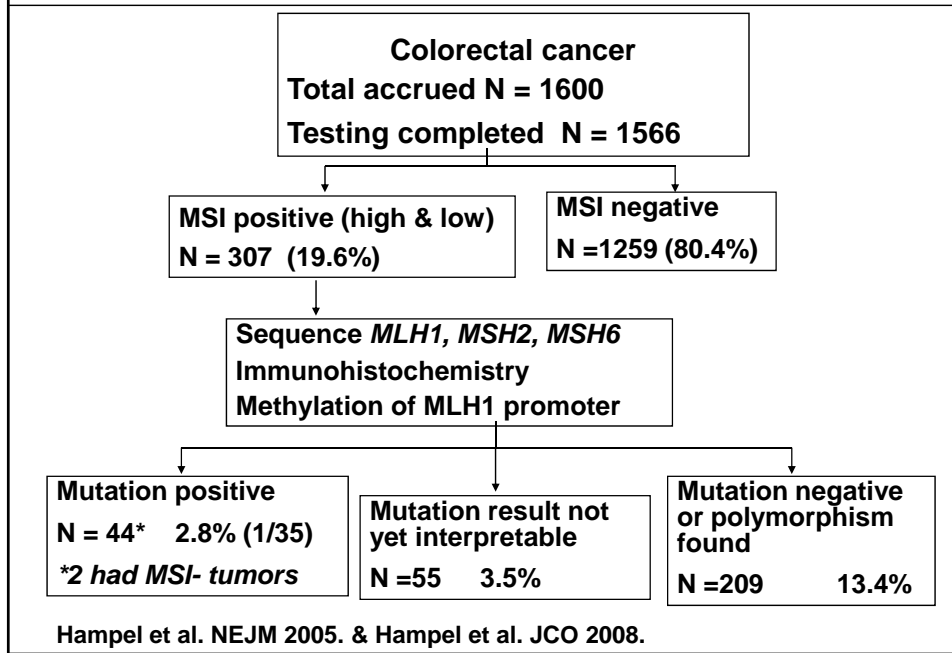 Colorectal cancer
Total accrued N = 1600
Testing completed N = 1566
MSI positive (high & low)
N = 307 (19.6%)
MSI negative
N =1259 (80.4%)
Sequence MLH1, MSH2, MSH6
Immunohistochemistry
Methylation of MLH1 promoter
Mutation positive
N = 44* 2.8% (1/35)
*2 had MSI- tumors
Mutation result not
yet interpretable
N =55 3.5%
Mutation negative
or polymorphism
found
N =209 13.4%
Hampel et al. NEJM 2005. & Hampel et al. JCO 2008.